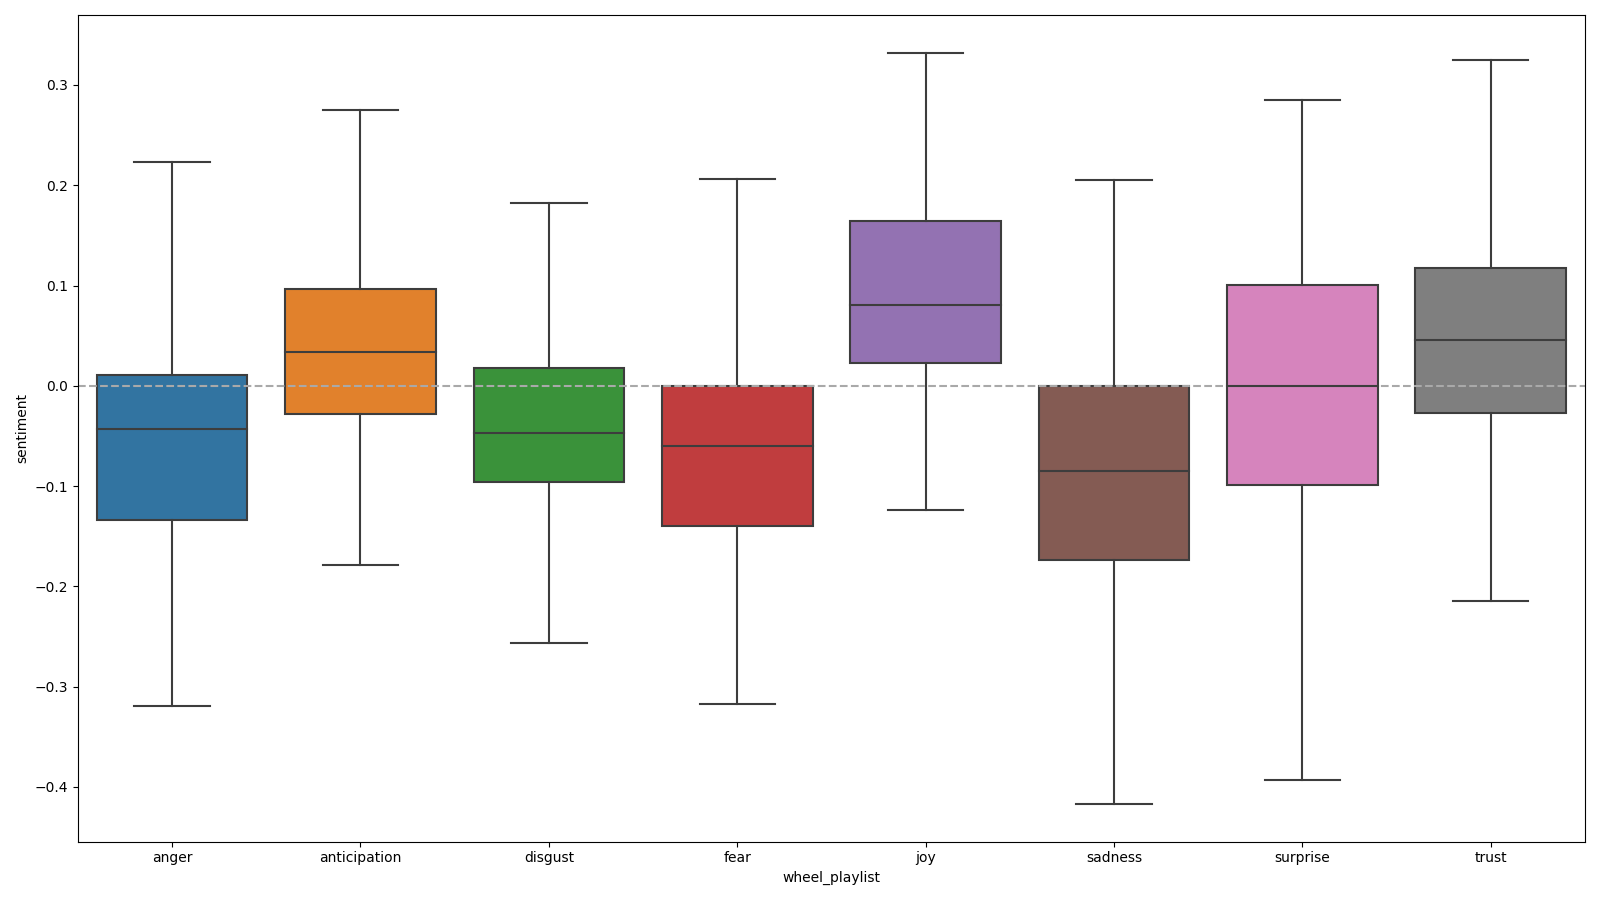 0.3
0.2
0.1
0.0
−0.1
−0.2
−0.3
−0.4
sentiment
anger anticipation disgust fear joy sadness surprise trust
wheel_playlist